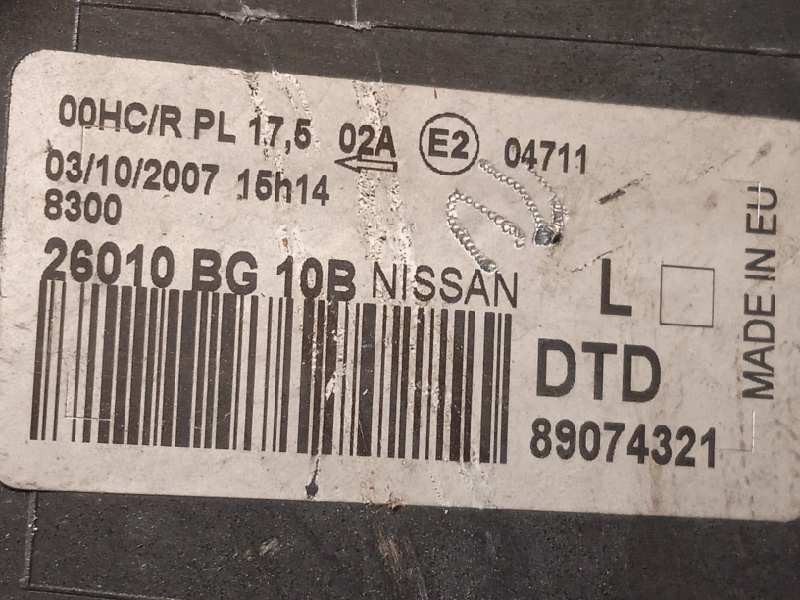 00HC/R PL 17,5 02A E2 04711
03/10/2007 15h14
8300
26010 BG 10B NISSAN
L
DTD
89074321
MADE IN EU